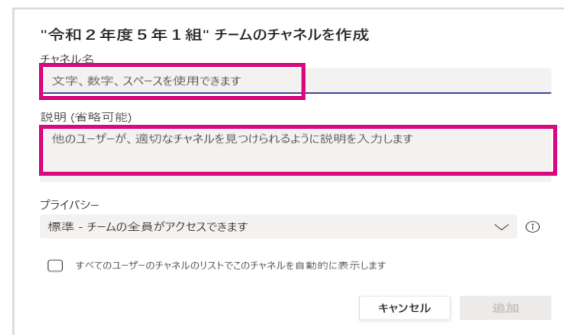 "令和２年度５年１組" チームのチャネルを作成
チャネル名
文字、数字、スペースを使用できます
説明 (省略可能)
他のユーザーが、適切なチャネルを見つけられるように説明を入力します
プライバシー
標準 - チームの全員がアクセスできます
すべてのユーザーのチャネルのリストでこのチャネルを自動的に表示します
キャンセル 追加